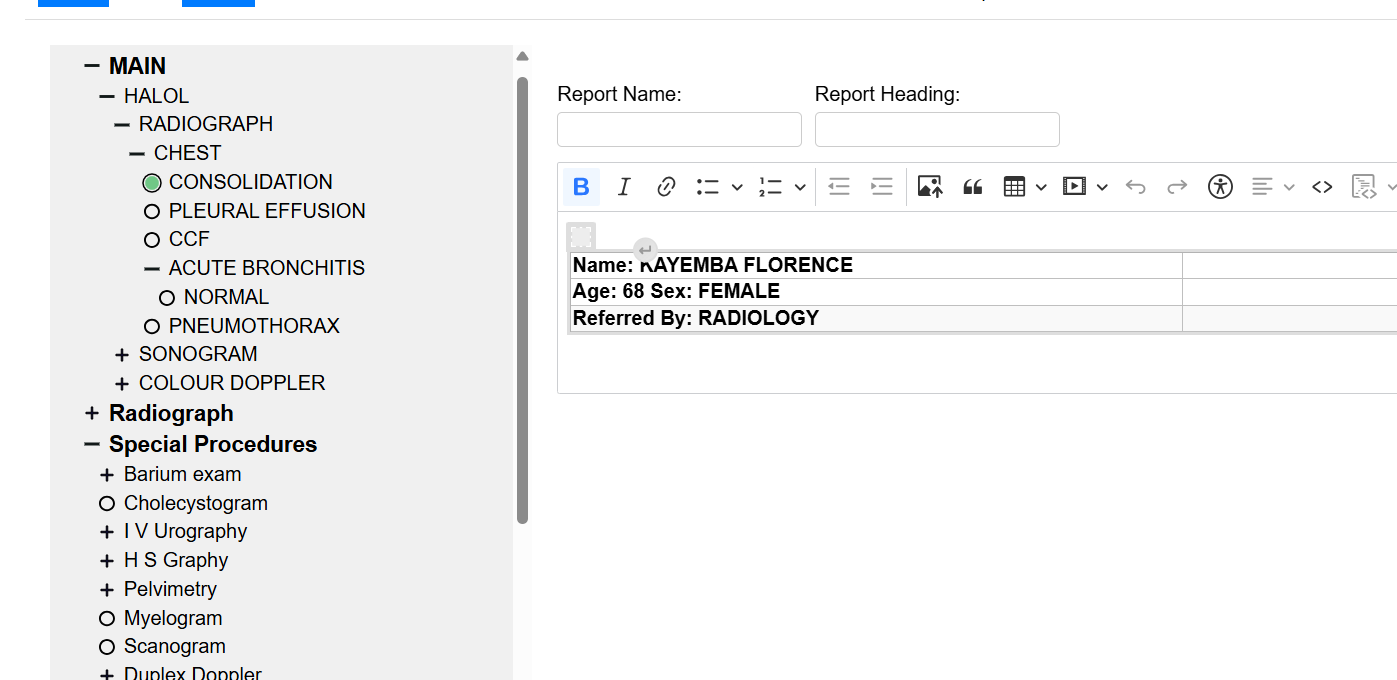 MAIN
HALOL
RADIOGRAPH
CHEST
CONSOLIDATION
PLEURAL EFFUSION
CCF
ACUTE BRONCHITIS
NORMAL
PNEUMOTHORAX
SONOGRAM
COLOUR DOPPLER
Radiograph
Special Procedures
Barium exam
Cholecystogram
I V Urography
H S Graphy
Pelvimetry
Myelogram
Scanogram
Duplex Doppler
Report Name: Report Heading:
Name: KAYEMBA FLORENCE
Age: 68 Sex: FEMALE
Referred By: RADIOLOGY